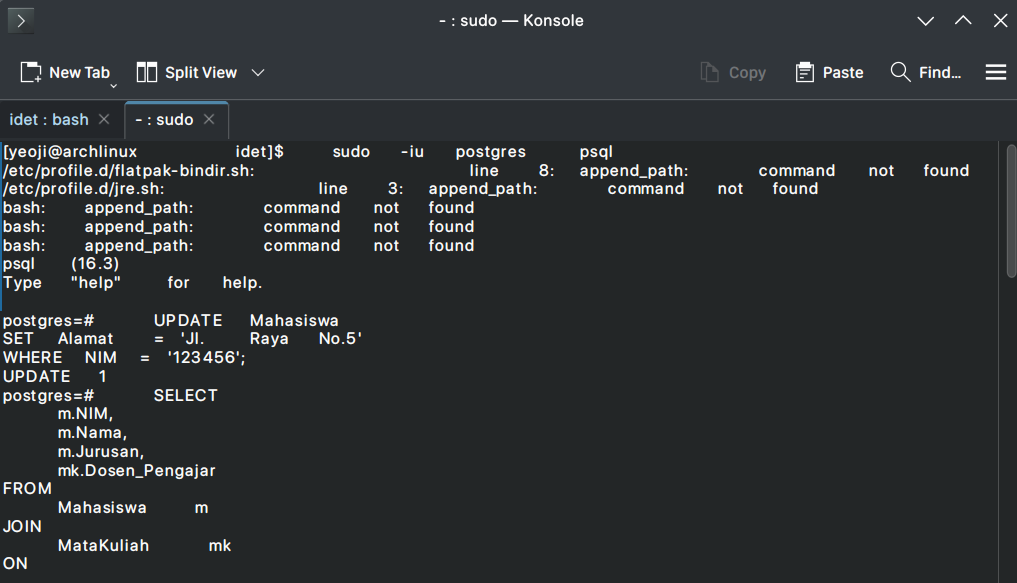 - : sudo — Konsole
New Tab Split View Copy Paste Find...
idet : bash - : sudo
[yeoji@archlinux idet]$ sudo -iu postgres psql
/etc/profile.d/flatpak-bindir.sh: line 8: append_path: command not found
/etc/profile.d/jre.sh: line 3: append_path: command not found
bash: append_path: command not found
bash: append_path: command not found
bash: append_path: command not found
psql (16.3)
Type "help" for help.
postgres=# UPDATE Mahasiswa
SET Alamat = 'Jl. Raya No.5'
WHERE NIM = '123456';
UPDATE 1
postgres=# SELECT
m.NIM,
m.Nama,
m.Jurusan,
mk.Dosen_Pengajar
FROM
Mahasiswa m
JOIN
MataKuliah mk
ON